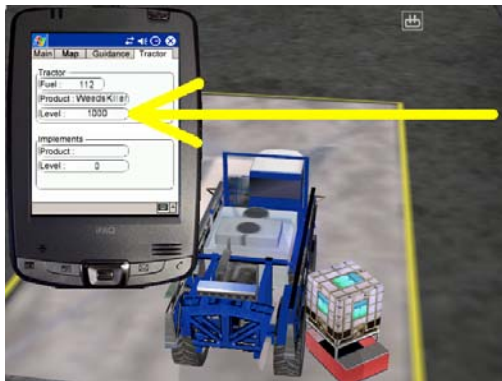 Main Map Guidance Tractor
Tractor
Fuel : 112
Product : WeedsKiller
Level : 1000
Implements
Product :
Level : 0
iPAQ